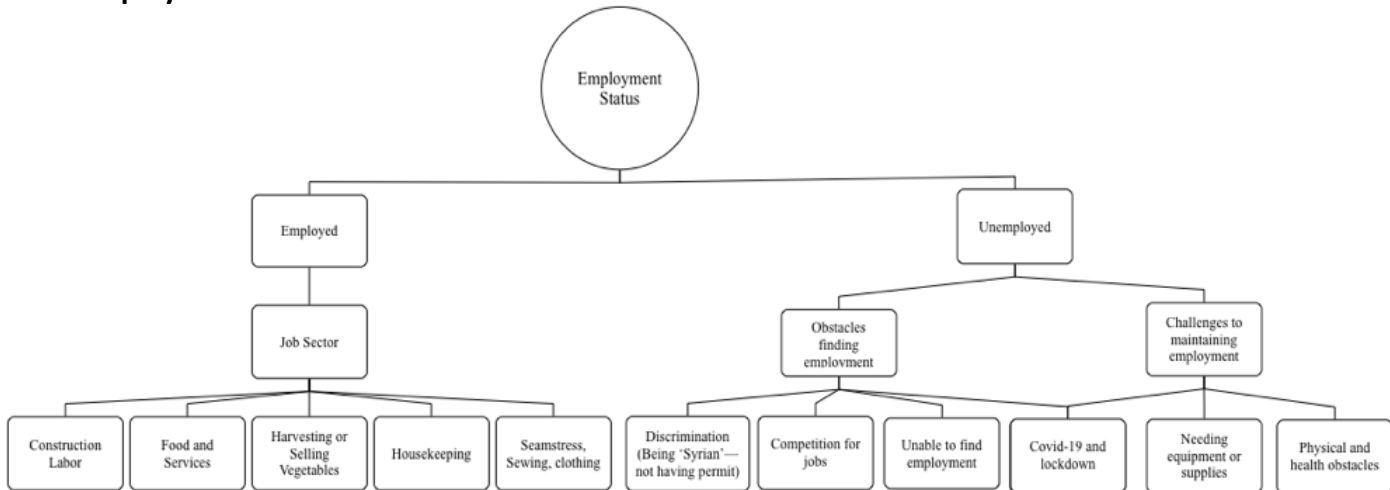 Employment
Status
Employed
Unemployed
Job Sector
Obstacles
finding
employment
Challenges to
maintaining
employment
Construction
Labor
Food and
Services
Harvesting or
Selling
Vegetables
Housekeeping
Seamstress,
Sewing, clothing
Discrimination
(Being ‘Syrian’—
not having permit)
Competition for
jobs
Unable to find
employment
Covid-19 and
lockdown
Needing
equipment or
supplies
Physical and
health obstacles